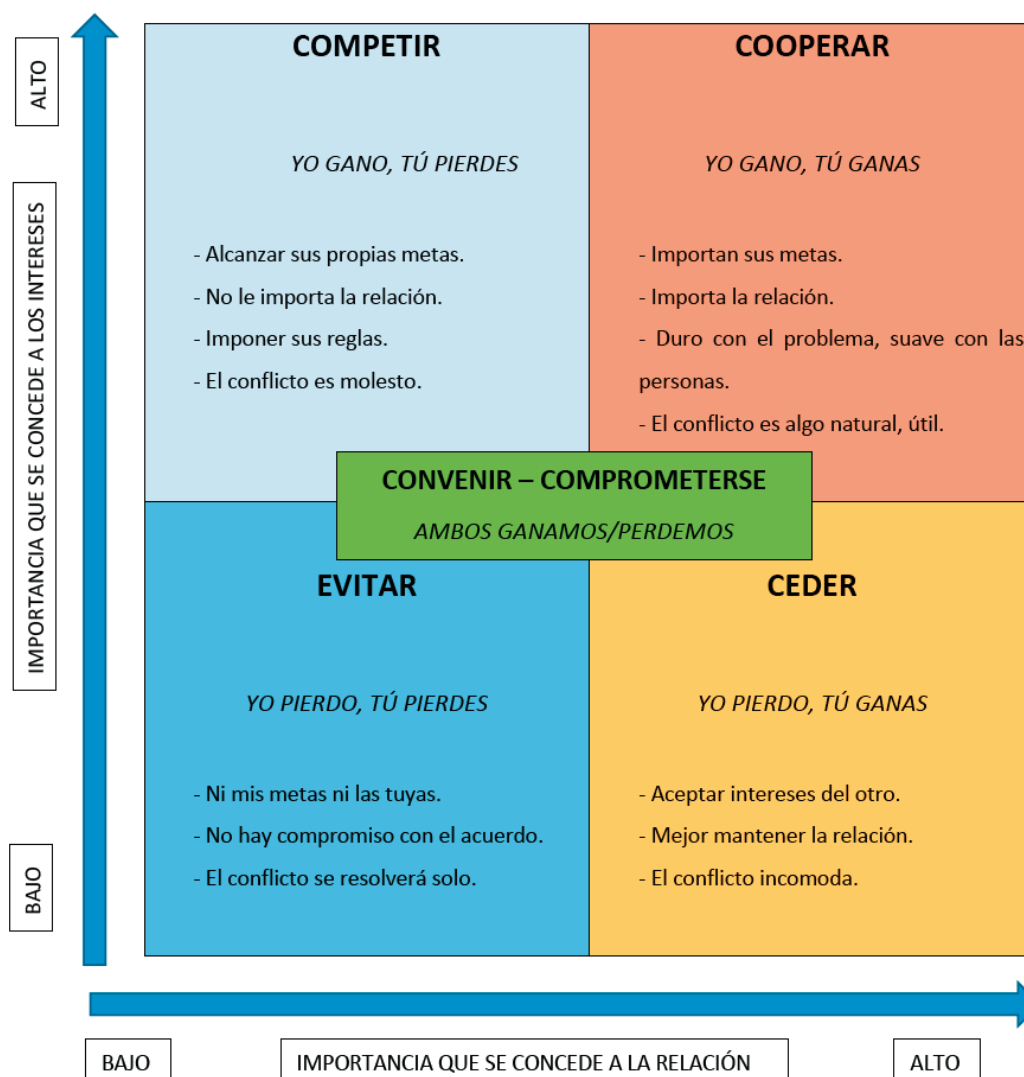 ALTO
IMPORTANCIA QUE SE CONCEDE A LOS INTERESES
BAJO
COMPETIR
YO GANO, TÚ PIERDES
- Alcanzar sus propias metas.
- No le importa la relación.
- Imponer sus reglas.
- El conflicto es molesto.
COOPERAR
YO GANO, TÚ GANAS
- Importan sus metas.
- Importa la relación.
- Duro con el problema, suave con las
personas.
- El conflicto es algo natural, útil.
CONVENIR – COMPROMETERSE
AMBOS GANAMOS/PERDEMOS
EVITAR
YO PIERDO, TÚ PIERDES
- Ni mis metas ni las tuyas.
- No hay compromiso con el acuerdo.
- El conflicto se resolverá solo.
CEDER
YO PIERDO, TÚ GANAS
- Aceptar intereses del otro.
- Mejor mantener la relación.
- El conflicto incomoda.
BAJO
IMPORTANCIA QUE SE CONCEDE A LA RELACIÓN
ALTO